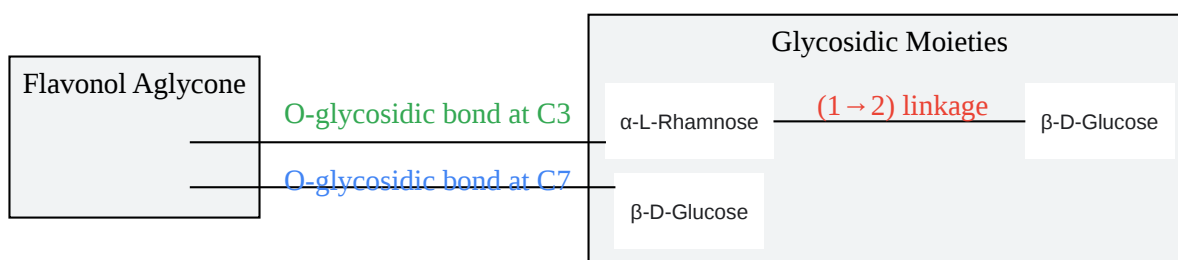 Glycosidic Moieties
Flavonol Aglycone
O-glycosidic bond at C3
α-L-Rhamnose
(1→2) linkage
β-D-Glucose
O-glycosidic bond at C7
β-D-Glucose